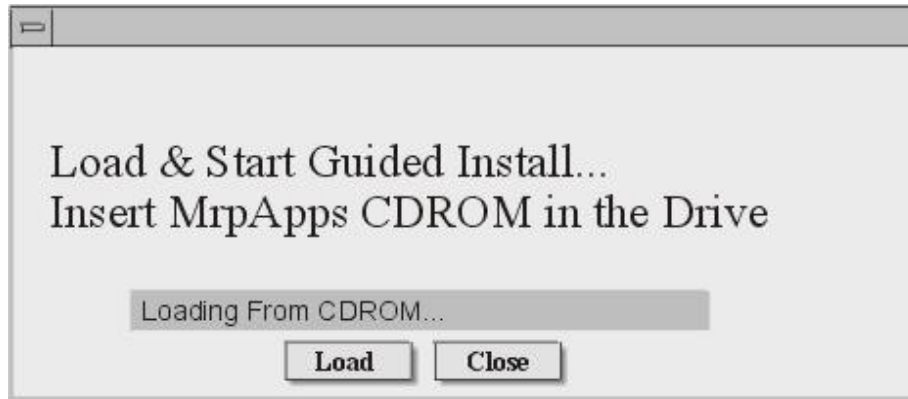 Load & Start Guided Install...
Insert MrpApps CDROM in the Drive
Loading From CDROM...
Load Close